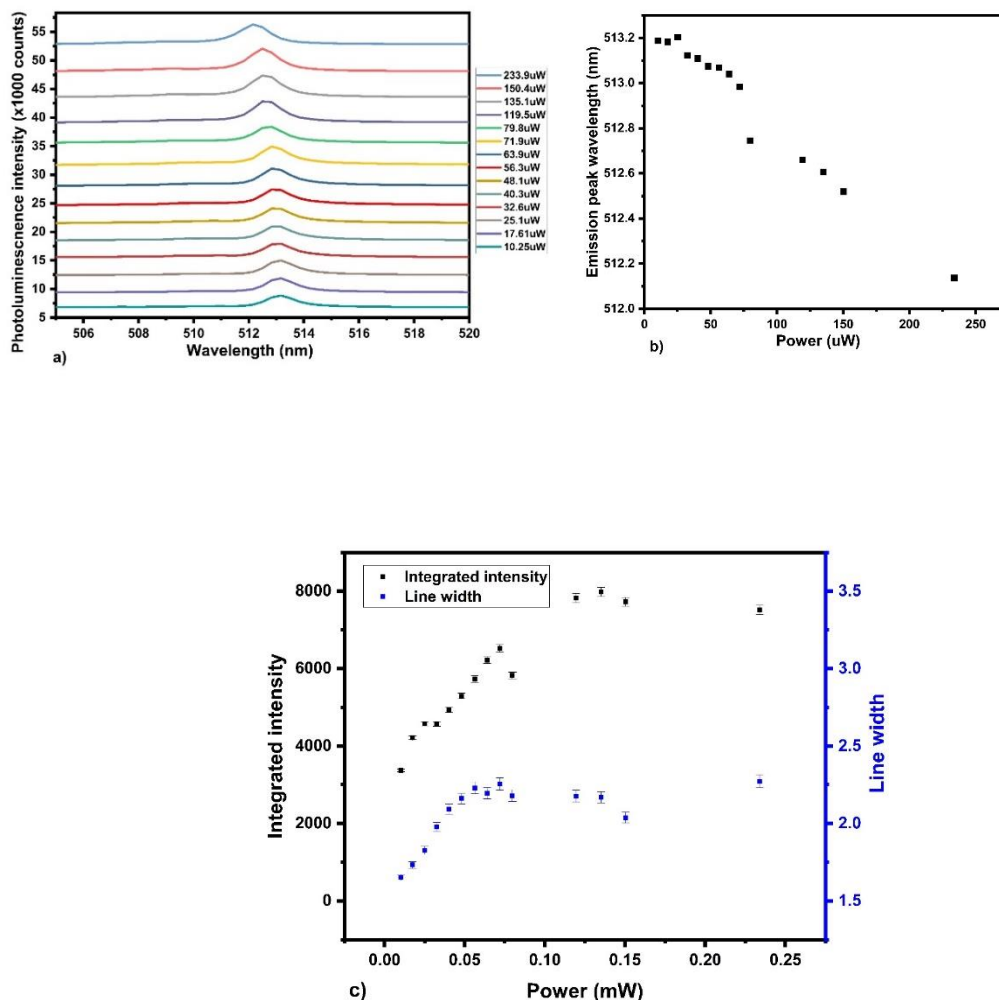 Photoluminescnence intensity (x1000 counts)
55
50
45
40
35
30
25
20
15
10
5
506 508 510 512 514 516 518 520
Wavelength (nm)
a)
233.9uW
150.4uW
135.1uW
119.5uW
79.8uW
71.9uW
63.9uW
56.3uW
48.1uW
40.3uW
32.6uW
25.1uW
17.61uW
10.25uW
Emission peak wavelength (nm)
513.2
513.0
512.8
512.6
512.4
512.2
512.0
0 50 100 150 200 250
Power (uW)
b)
Integrated intensity
Line width
Integrated intensity
8000
6000
4000
2000
0
3.5
3.0
2.5
2.0
1.5
Line width
0.00 0.05 0.10 0.15 0.20 0.25
Power (mW)
c)